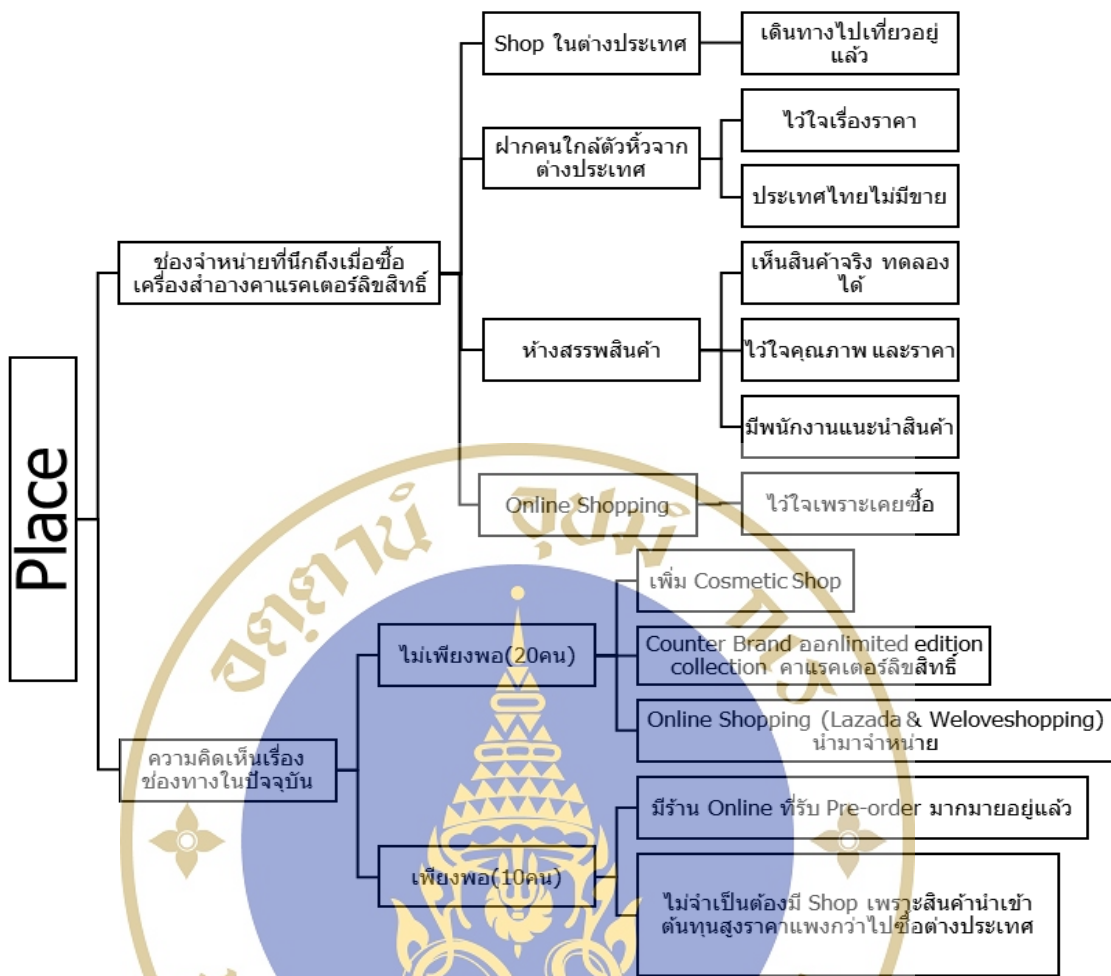 Place
ช่องจำหน่ายที่นึกถึงเมื่อซื้อ
เครื่องสำอางคาแรคเตอร์ลิขสิทธิ์
Shop ในต่างประเทศ
เดินทางไปเที่ยวอยู่
แล้ว
ฝากคนใกล้ตัวหิ้วจาก
ต่างประเทศ
ไว้ใจเรื่องราคา
ประเทศไทยไม่มีขาย
ห้างสรรพสินค้า
เห็นสินค้าจริง ทดลอง
ได้
ไว้ใจคุณภาพ และราคา
มีพนักงานแนะนำสินค้า
Online Shopping
ไว้ใจเพราะเคยซื้อ
ความคิดเห็นเรื่อง
ช่องทางในปัจจุบัน
ไม่เพียงพอ(20คน)
เพิ่ม Cosmetic Shop
Counter Brand ออกlimited edition
collection คาแรคเตอร์ลิขสิทธิ์
Online Shopping (Lazada & Weloveshopping)
นำมาจำหน่าย
เพียงพอ(10คน)
มีร้าน Online ที่รับ Pre-order มากมายอยู่แล้ว
ไม่จำเป็นต้องมี Shop เพราะสินค้านำเข้า
ต้นทุนสูงราคาแพงกว่าไปซื้อต่างประเทศ